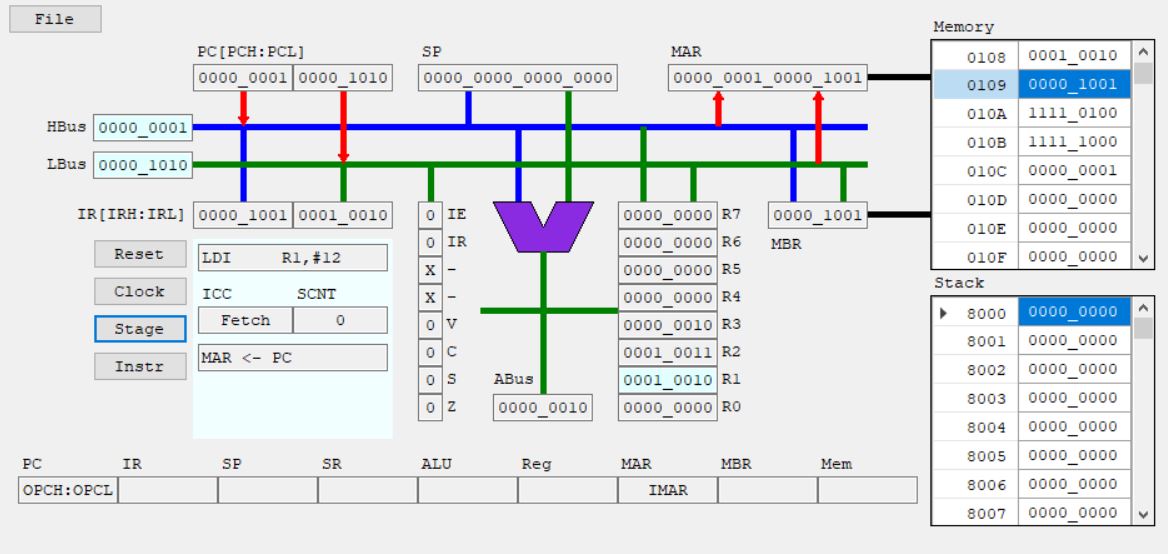 File
Memory
PC[PCH:PCL] SP MAR
0000_0001 0000_1010 0000_0000_0000_0000 0000_0001_0000_1001
0108 0001_0010
0109 0000_1001
010A 1111_0100
010B 1111_1000
010C 0000_0001
010D 0000_0000
010E 0000_0000
010F 0000_0000
HBus 0000_0001
LBus 0000_1010
IR[IRH:IRL] 0000_1001 0001_0010
0 IE
0 IR
X -
X -
0 V
0 C
0 S
0 Z
0000_0000 R7
0000_0000 R6
0000_0000 R5
0000_0000 R4
0000_0010 R3
0001_0011 R2
0001_0010 R1
0000_0000 R0
0000_1001
MBR
Reset
Clock
Stage
Instr
LDI R1,#12
ICC SCNT
Fetch 0
MAR <- PC
ABus
0000_0010
Stack
8000 0000_0000
8001 0000_0000
8002 0000_0000
8003 0000_0000
8004 0000_0000
8005 0000_0000
8006 0000_0000
8007 0000_0000
PC IR SP SR ALU Reg MAR MBR Mem
OPCH:OPCL IMAR